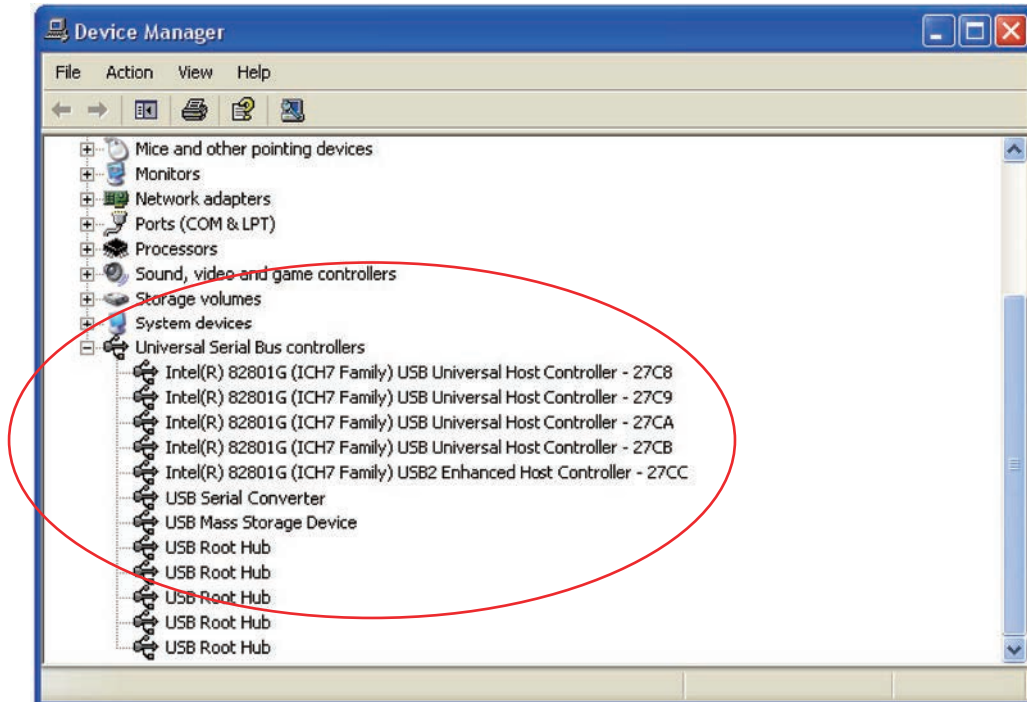 Device Manager
File Action View Help
Mice and other pointing devices
Monitors
Network adapters
Ports (COM & LPT)
Processors
Sound, video and game controllers
Storage volumes
System devices
Universal Serial Bus controllers
Intel(R) 82801G (ICH7 Family) USB Universal Host Controller - 27C8
Intel(R) 82801G (ICH7 Family) USB Universal Host Controller - 27C9
Intel(R) 82801G (ICH7 Family) USB Universal Host Controller - 27CA
Intel(R) 82801G (ICH7 Family) USB Universal Host Controller - 27CB
Intel(R) 82801G (ICH7 Family) USB2 Enhanced Host Controller - 27CC
USB Serial Converter
USB Mass Storage Device
USB Root Hub
USB Root Hub
USB Root Hub
USB Root Hub
USB Root Hub